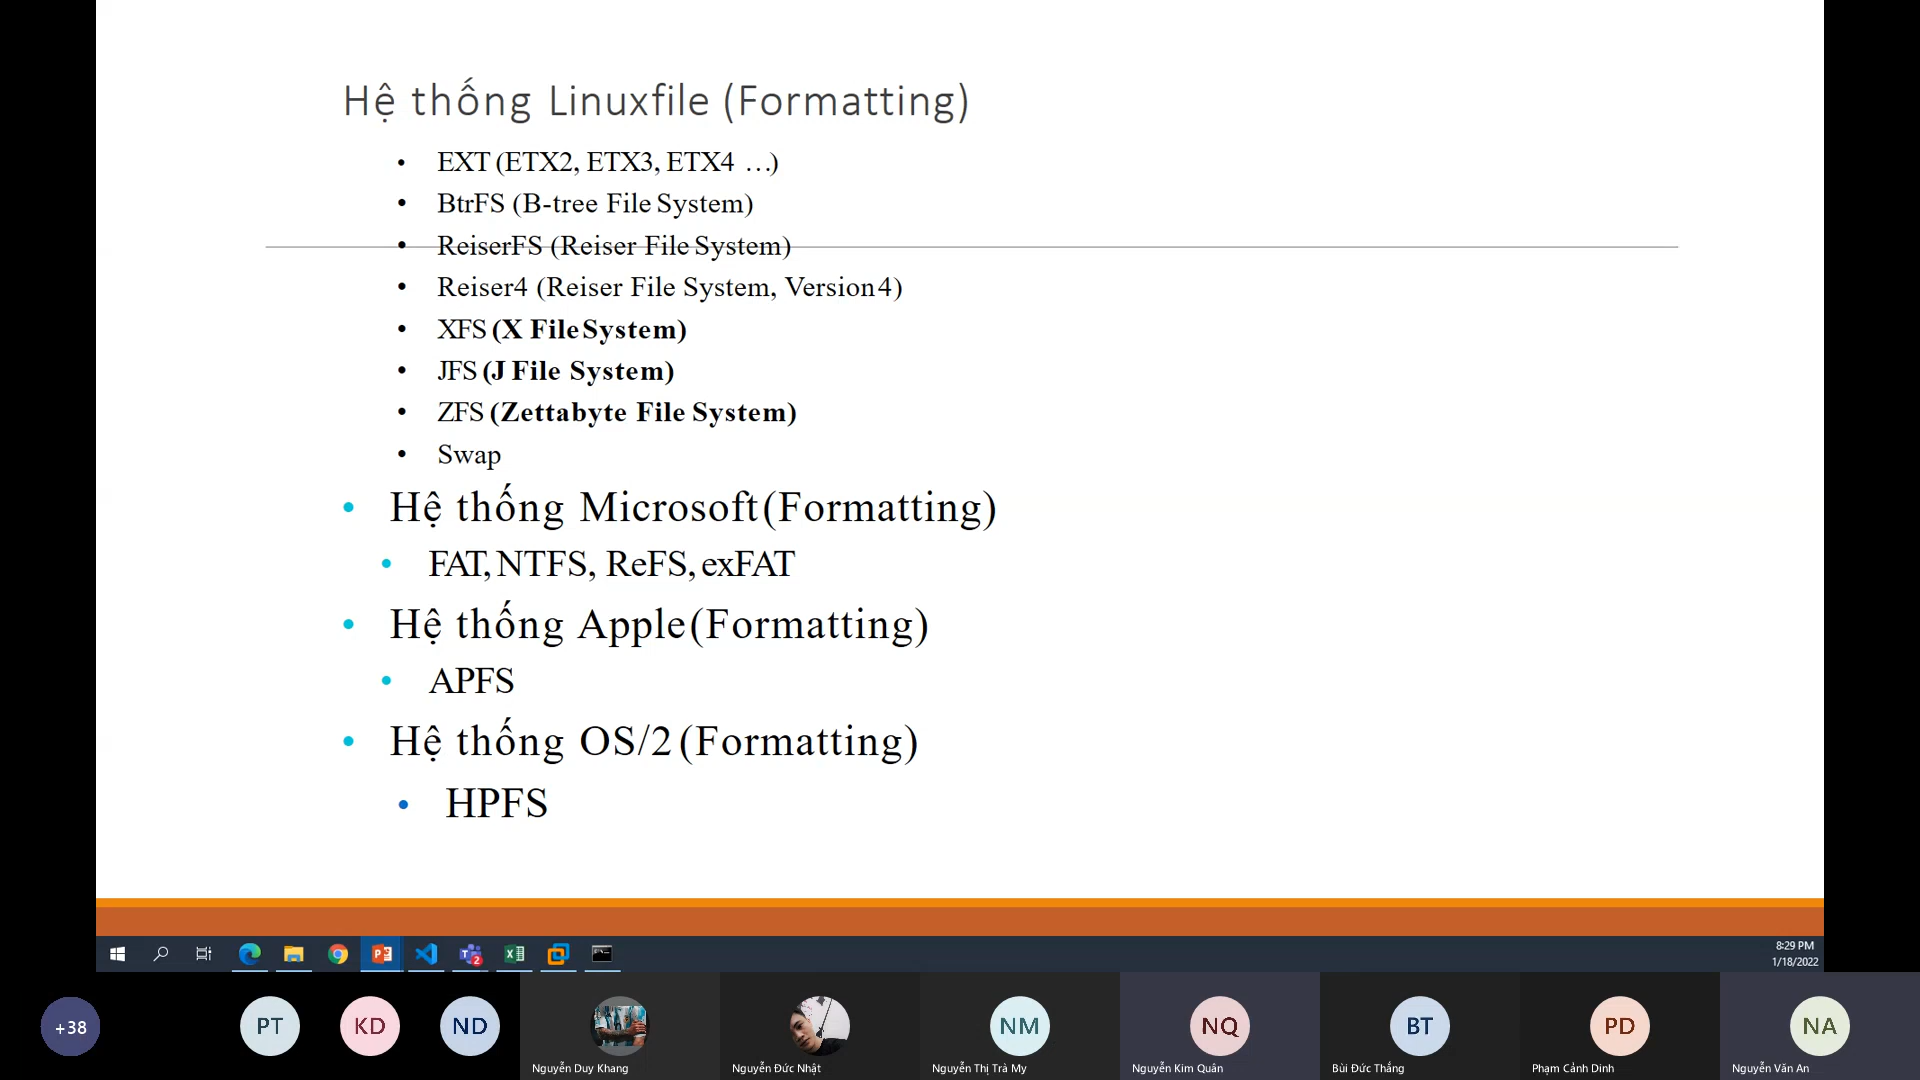 Hệ thống Linuxfile (Formatting)
• EXT (ETX2, ETX3, ETX4 …)
• BtrFS (B-tree File System)
• ReiserFS (Reiser File System)
• Reiser4 (Reiser File System, Version 4)
• XFS (X FileSystem)
• JFS (J File System)
• ZFS (Zettabyte File System)
• Swap
• Hệ thống Microsoft (Formatting)
• FAT, NTFS, ReFS, exFAT
• Hệ thống Apple (Formatting)
• APFS
• Hệ thống OS/2 (Formatting)
• HPFS
8:29 PM
1/18/2022
+38
PT
KD
ND
NM
NQ
BT
PD
NA
Nguyễn Duy Khang
Nguyễn Đức Nhật
Nguyễn Thị Trà My
Nguyễn Kim Quân
Bùi Đức Thắng
Phạm Cảnh Dinh
Nguyễn Văn An